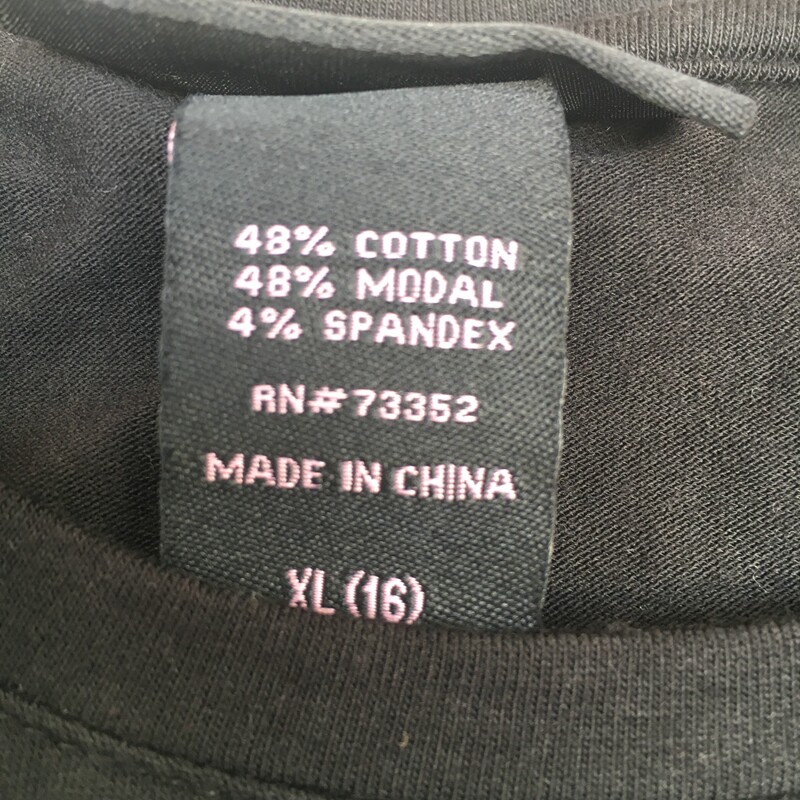 48% COTTON
48% MODAL
4% SPANDEX
RN#73352
MADE IN CHINA
XL (16)